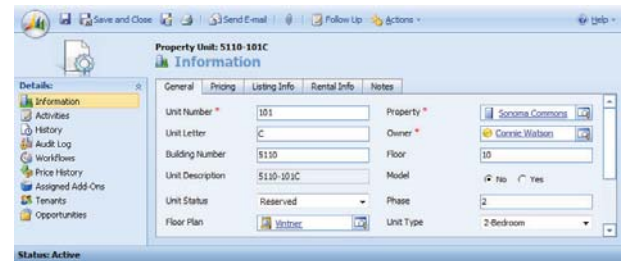 Save and Close Send E-mail Follow Up Actions Help
Property Unit: 5110-101C
Information
Details:
Information
Activities
History
Audit Log
Workflows
Price History
Assigned Add-Ons
Tenants
Opportunities
General Pricing Listing Info Rental Info Notes
Unit Number * 101 Property * Sonoma Commons
Unit Letter C Owner * Connie Watson
Building Number 5110 Floor 10
Unit Description 5110-101C Model No Yes
Unit Status Reserved Phase 2
Floor Plan Vintner Unit Type 2-Bedroom
Status: Active